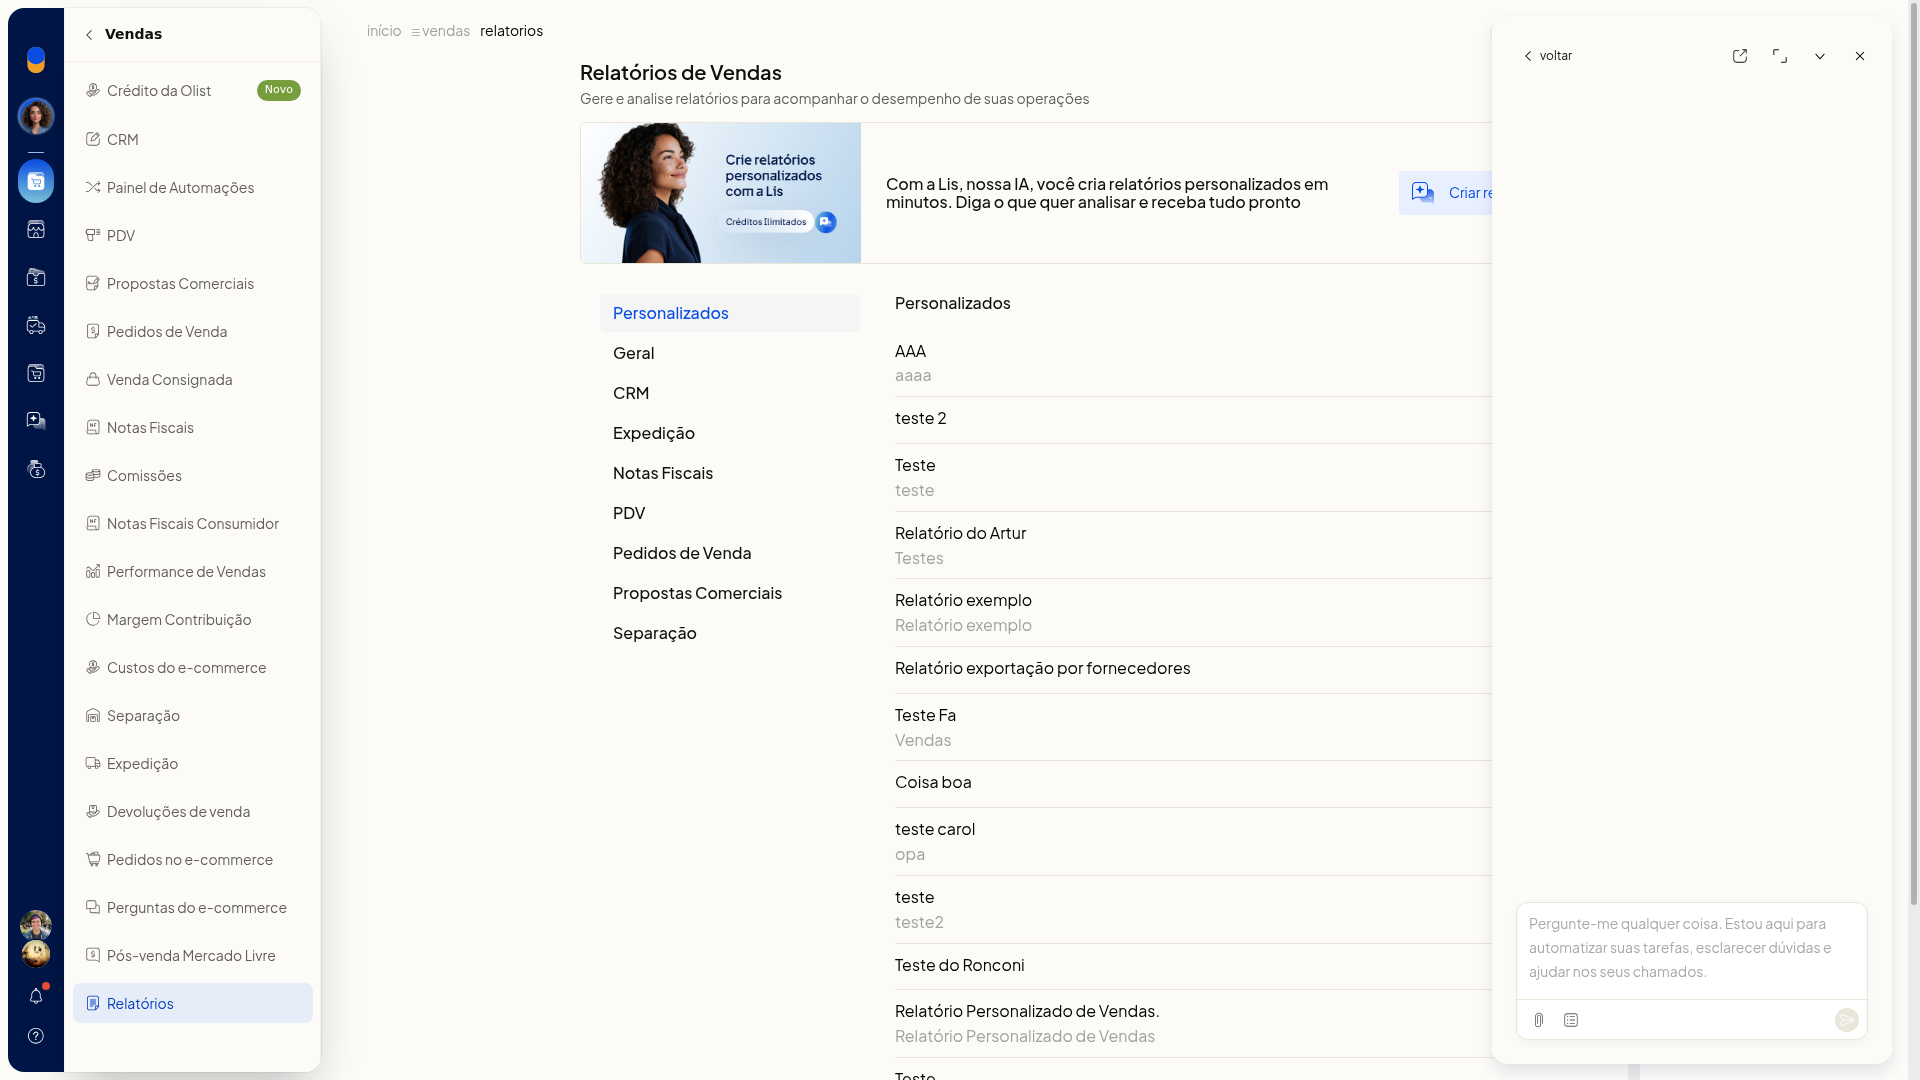 Vendas
Crédito da Olist
Novo
CRM
Painel de Automações
PDV
Propostas Comerciais
Pedidos de Venda
Venda Consignada
Notas Fiscais
Comissões
Notas Fiscais Consumidor
Performance de Vendas
Margem Contribuição
Custos do e-commerce
Separação
Expedição
Devoluções de venda
Pedidos no e-commerce
Perguntas do e-commerce
Pós-venda Mercado Livre
Relatórios
início vendas relatorios
Relatórios de Vendas
Gere e analise relatórios para acompanhar o desempenho de suas operações
Crie relatórios
personalizados
com a Lis
Créditos Ilimitados
Com a Lis, nossa IA, você cria relatórios personalizados em
minutos. Diga o que quer analisar e receba tudo pronto
Criar re
Personalizados
Geral
CRM
Expedição
Notas Fiscais
PDV
Pedidos de Venda
Propostas Comerciais
Separação
Personalizados
AAA
aaaa
teste 2
Teste
teste
Relatório do Artur
Testes
Relatório exemplo
Relatório exemplo
Relatório exportação por fornecedores
Teste Fa
Vendas
Coisa boa
teste carol
opa
teste
teste2
Teste do Ronconi
Relatório Personalizado de Vendas.
Relatório Personalizado de Vendas
Teste
voltar
Pergunte-me qualquer coisa. Estou aqui para
automatizar suas tarefas, esclarecer dúvidas e
ajudar nos seus chamados.